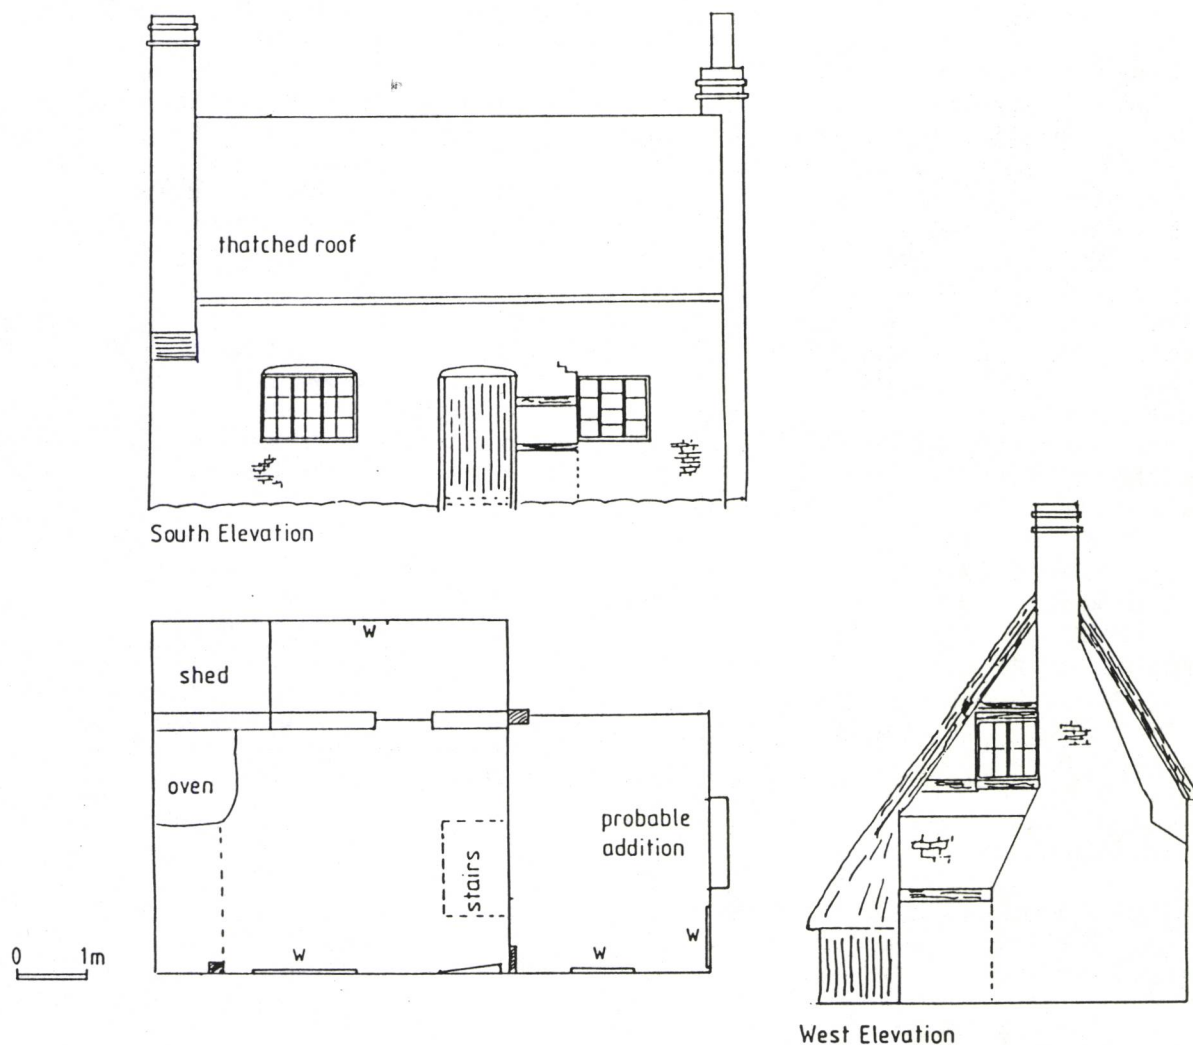 thatched roof
South Elevation
W
shed
oven
probable
addition
stairs
W
W
W
0 1m
West Elevation